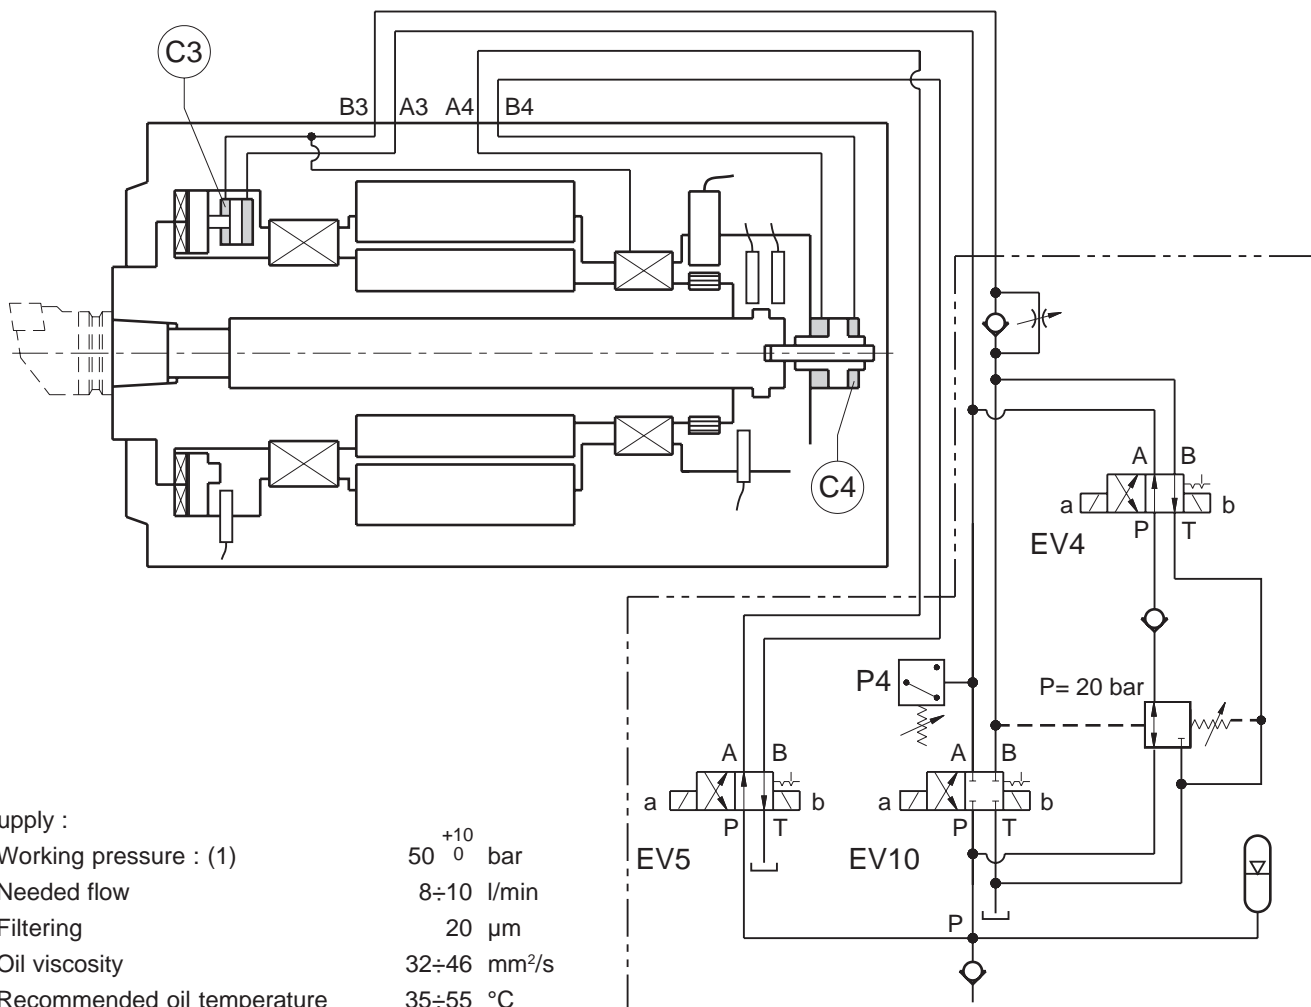 C3
B3 A3 A4 B4
C4
A B
a b
P T
EV4
P4
P= 20 bar
A B
a b
P T
EV5
A B
a b
P T
EV10
P
upply :
Working pressure : (1) 50 +10 0 bar
Needed flow 8÷10 l/min
Filtering 20 µm
Oil viscosity 32÷46 mm²/s
Recommended oil temperature 35÷55 °C